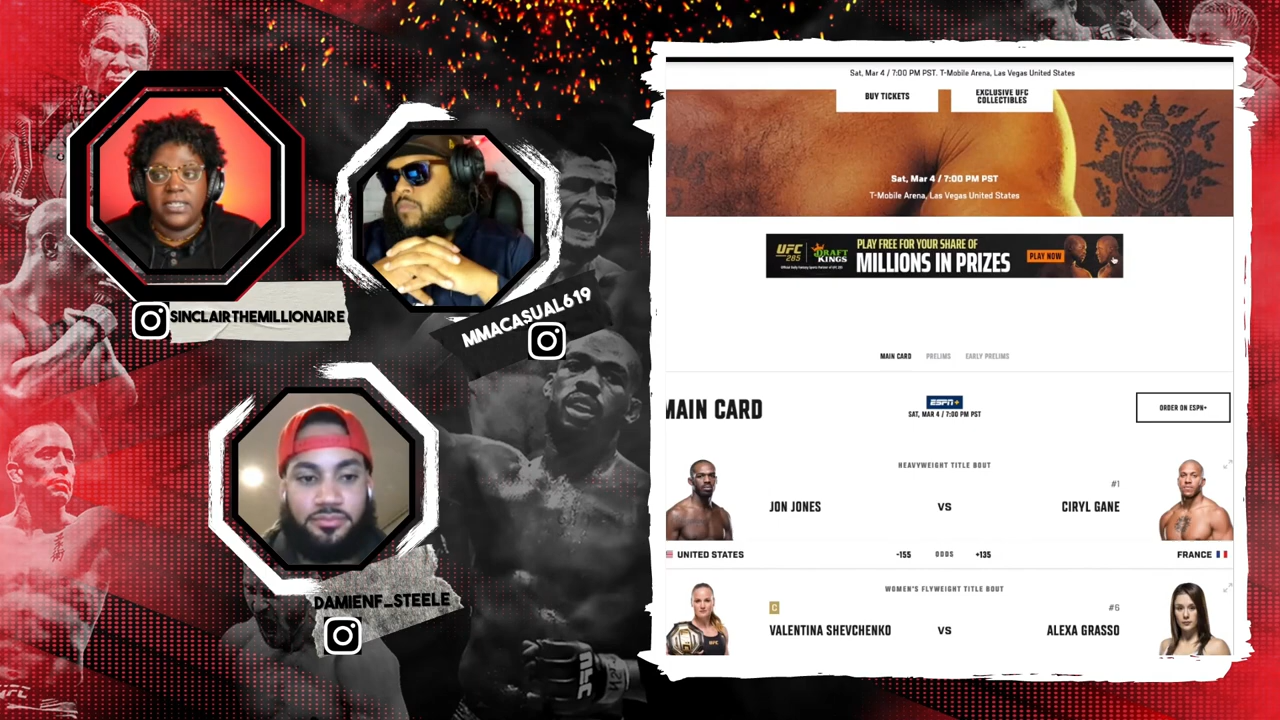 SINCLAIRTHEMILLIONAIRE
MMACASUAL619
DAMIENF_STEELE
UFC
Sat, Mar 4 / 7:00 PM PST. T-Mobile Arena, Las Vegas United States
BUY TICKETS
EXCLUSIVE UFC
COLLECTIBLES
Sat, Mar 4 / 7:00 PM PST
T-Mobile Arena, Las Vegas United States
UFC
285
DRAFT
KINGS
PLAY FREE FOR YOUR SHARE OF
MILLIONS IN PRIZES
PLAY NOW
MAIN CARD PRELIMS EARLY PRELIMS
MAIN CARD
ESPN+
SAT, MAR 4 / 7:00 PM PST
ORDER ON ESPN+
HEAVYWEIGHT TITLE BOUT
#1
JON JONES VS CIRYL GANE
UNITED STATES -155 ODDS +135 FRANCE
WOMEN'S FLYWEIGHT TITLE BOUT
C #6
VALENTINA SHEVCHENKO VS ALEXA GRASSO